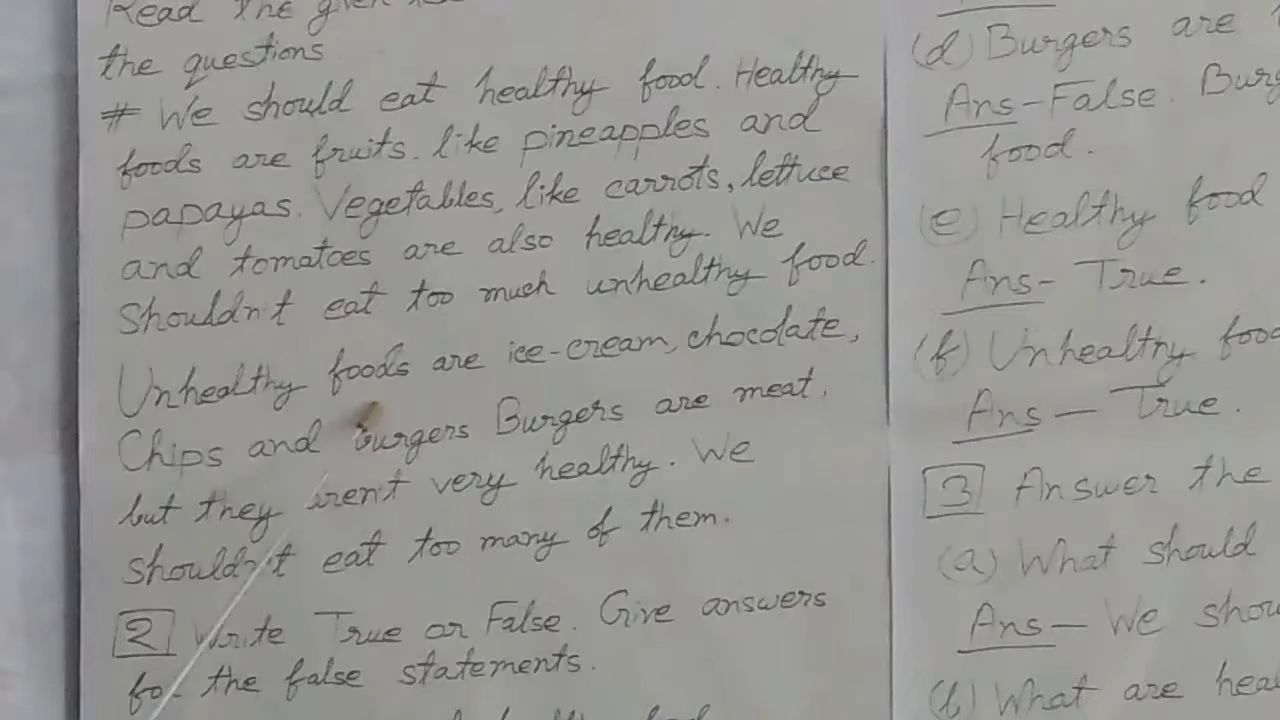 Read the given
the questions
# We should eat healthy food. Healthy
foods are fruits. like pineapples and
papayas. Vegetables, like carrots, lettuce
and tomatoes are also healthy. We
Shouldn't eat too much unhealthy food.
Unhealthy foods are ice-cream, chocolate,
Chips and burgers Burgers are meat.
but they aren't very healthy. We
shouldn't eat too many of them.
2 Write True or False. Give answers
for the false statements.
(d) Burgers are
Ans - False. Burg
food.
(e) Healthy food
Ans - True.
(f) Unhealthy food
Ans - True.
3 Answer the
(a) What should
Ans - We shou
(b) What are heal